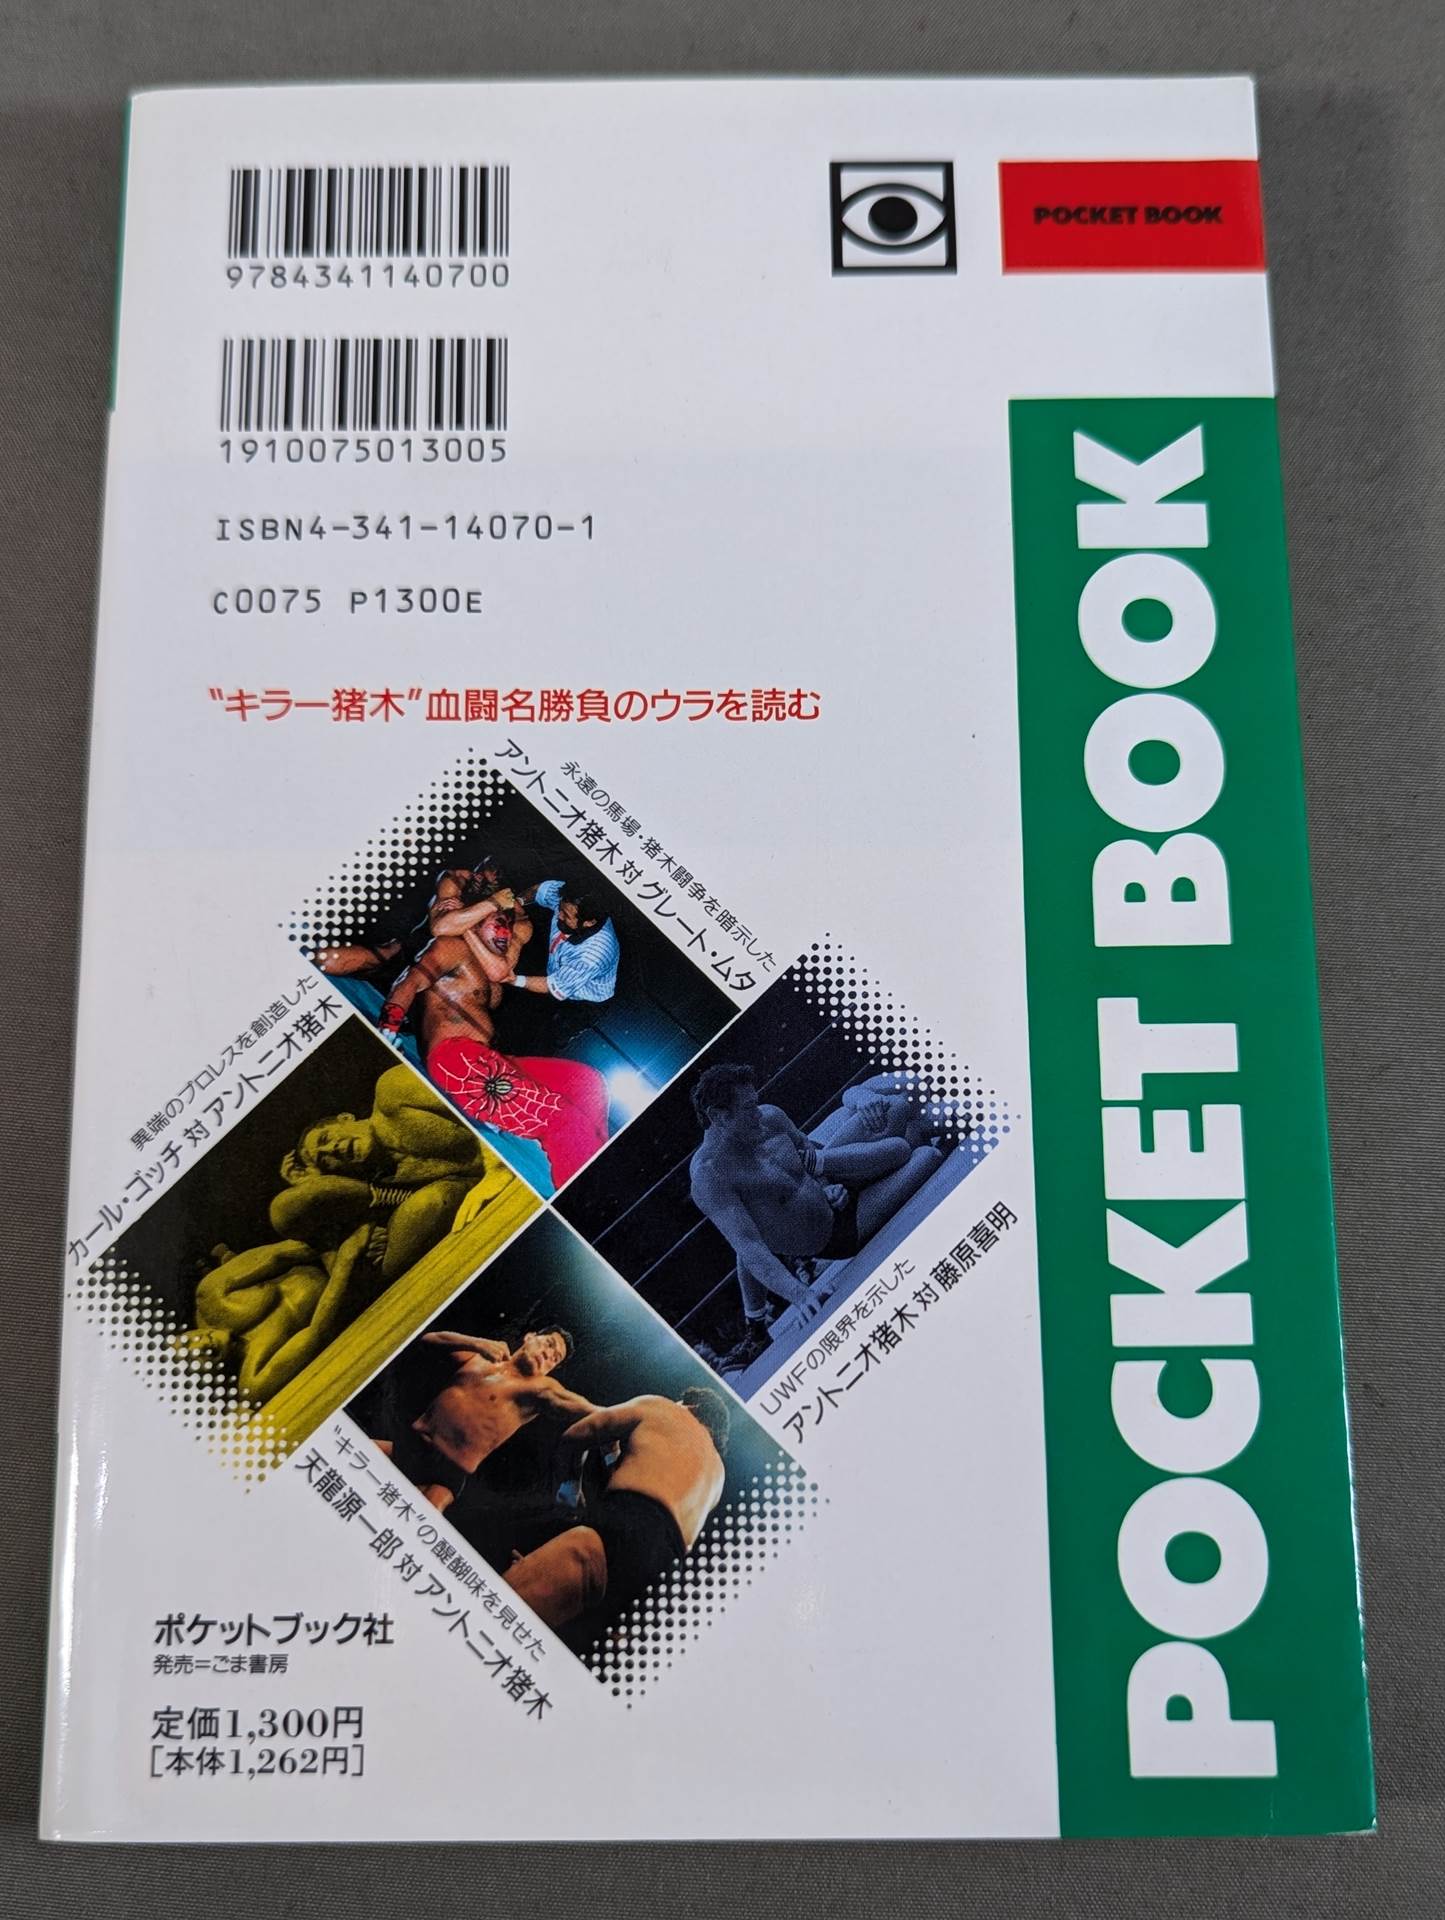 9784341140700
1910075013005
ISBN4-341-14070-1
C0075 P1300E
POCKET BOOK
POCKET BOOK
"キラー猪木"血闘名勝負のウラを読む
永遠の馬場・猪木闘争を暗示した
アントニオ猪木 対 グレート・ムタ
異端のプロレスを創造した
カール・ゴッチ 対 アントニオ猪木
UWFの限界を示した
アントニオ猪木 対 藤原喜明
"キラー猪木"の醍醐味を見せた
天龍源一郎 対 アントニオ猪木
ポケットブック社
発売=ごま書房
定価1,300円
[本体1,262円]